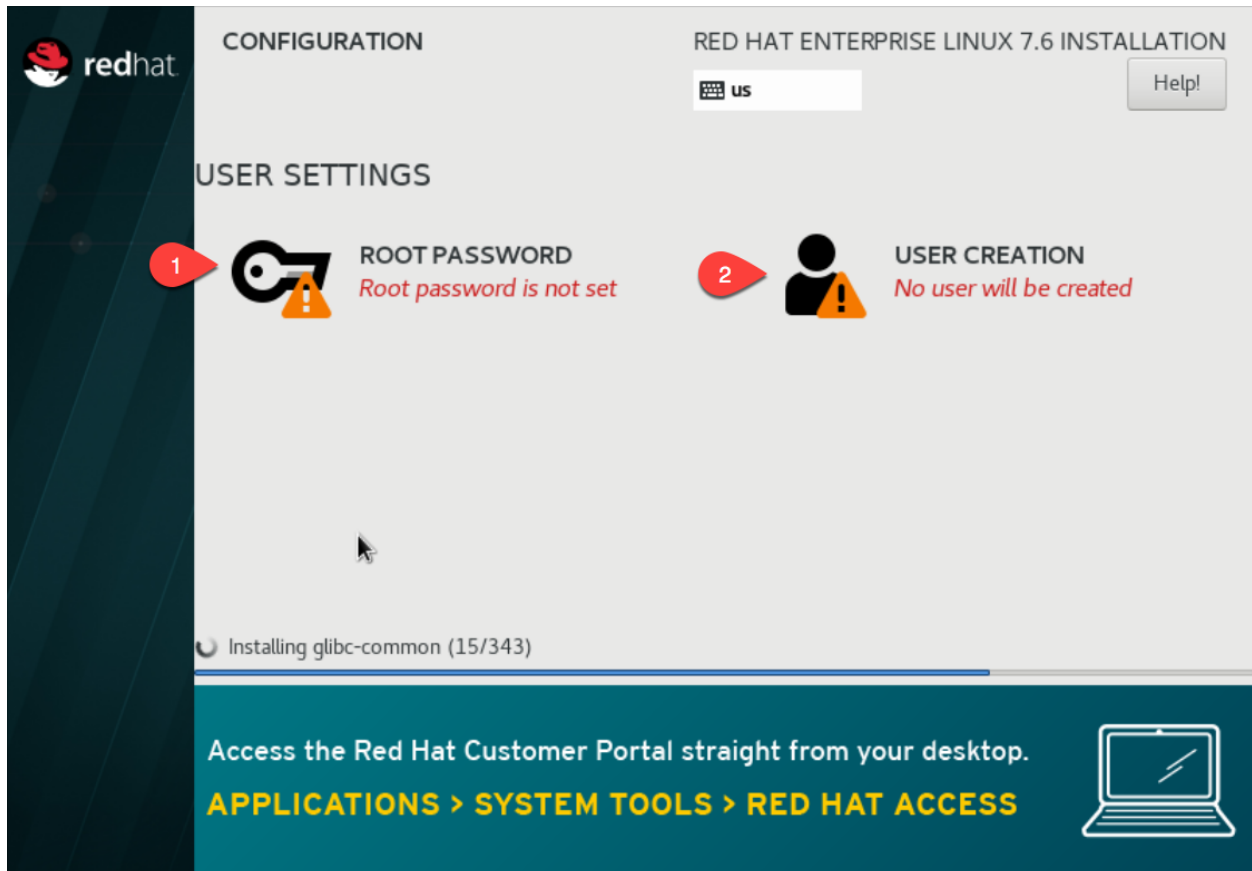 redhat.
CONFIGURATION
RED HAT ENTERPRISE LINUX 7.6 INSTALLATION
us
Help!
USER SETTINGS
1
ROOT PASSWORD
Root password is not set
2
USER CREATION
No user will be created
Installing glibc-common (15/343)
Access the Red Hat Customer Portal straight from your desktop.
APPLICATIONS > SYSTEM TOOLS > RED HAT ACCESS